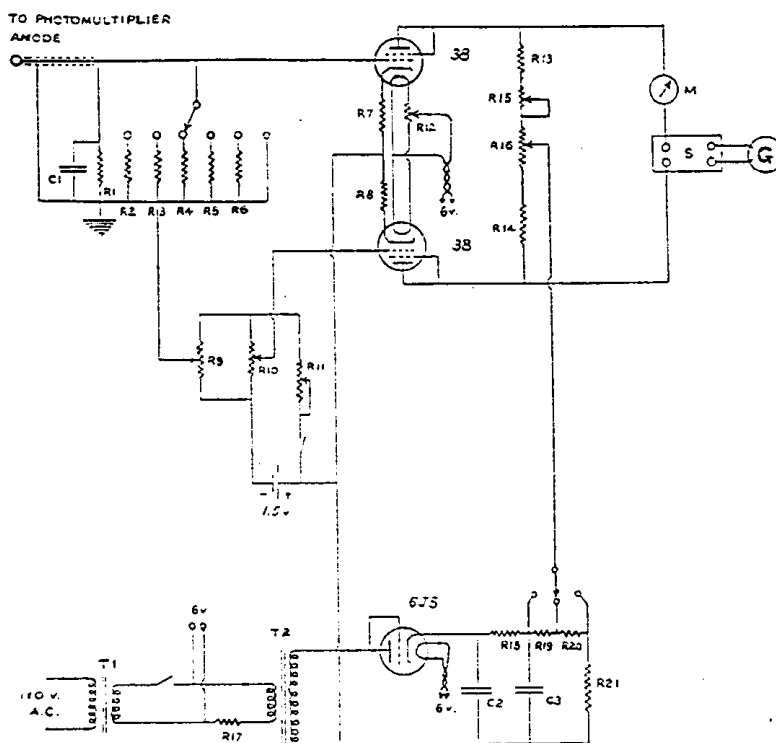 TO PHOTOMULTIPLIER
ANODE
38
R13
M
R7
R15
R12
R16
S
G
C1
R1
R8
6v.
R2 R13 R4 R5 R6
R14
38
R9
R10
R11
- +
1.5v
6v
6J5
T2
T1
R18 R19 R20
110 V.
A.C.
R17
6v.
C2
C3
R21